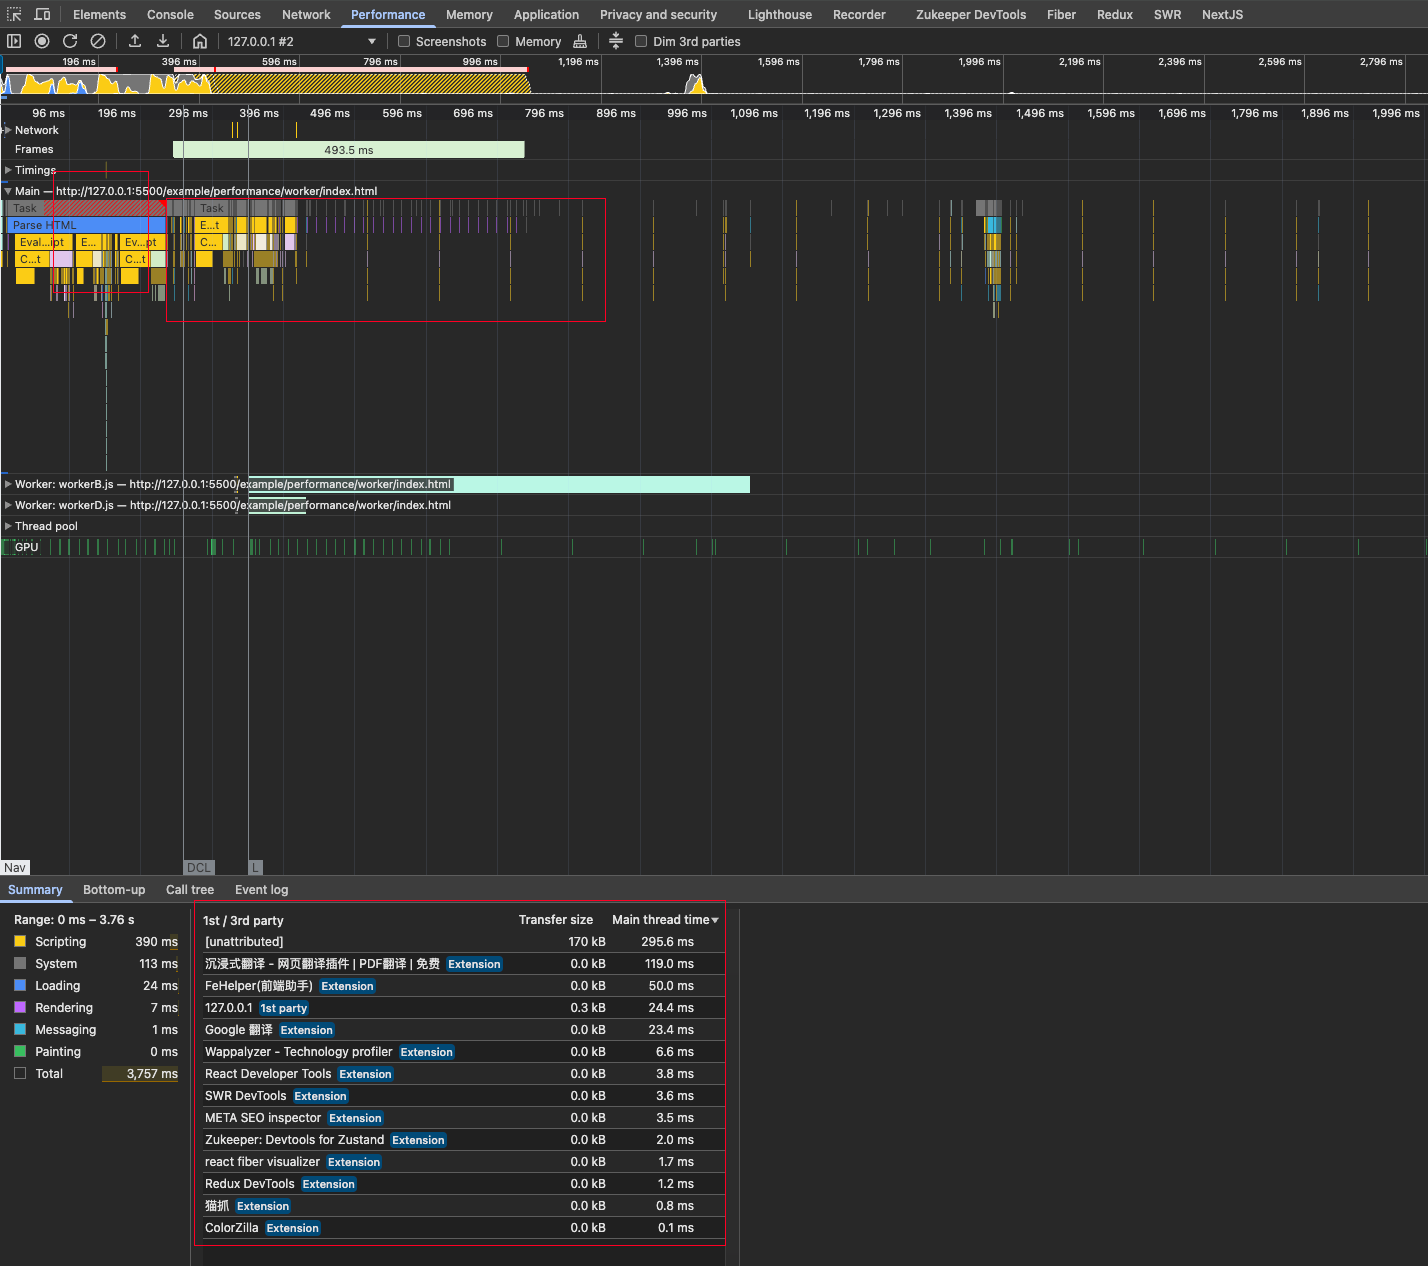 Elements Console Sources Network Performance Memory Application Privacy and security Lighthouse Recorder Zukeeper DevTools Fiber Redux SWR NextJS
127.0.0.1 #2 Screenshots Memory Dim 3rd parties
196 ms 396 ms 596 ms 796 ms 996 ms 1,196 ms 1,396 ms 1,596 ms 1,796 ms 1,996 ms 2,196 ms 2,396 ms 2,596 ms 2,796 ms
96 ms 196 ms 296 ms 396 ms 496 ms 596 ms 696 ms 796 ms 896 ms 996 ms 1,096 ms 1,196 ms 1,296 ms 1,396 ms 1,496 ms 1,596 ms 1,696 ms 1,796 ms 1,896 ms 1,996 ms
Network
Frames 493.5 ms
Timings
Main — http://127.0.0.1:5500/example/performance/worker/index.html
Task Task
Parse HTML E...t
Eval...ipt E... Ev...pt C...
C...t C...t
Worker: workerB.js — http://127.0.0.1:5500/example/performance/worker/index.html
Worker: workerD.js — http://127.0.0.1:5500/example/performance/worker/index.html
Thread pool
GPU
Nav DCL L
Summary Bottom-up Call tree Event log
Range: 0 ms – 3.76 s
Scripting 390 ms
System 113 ms
Loading 24 ms
Rendering 7 ms
Messaging 1 ms
Painting 0 ms
Total 3,757 ms
1st / 3rd party Transfer size Main thread time
[unattributed] 170 kB 295.6 ms
沉浸式翻译 - 网页翻译插件 | PDF翻译 | 免费 Extension 0.0 kB 119.0 ms
FeHelper(前端助手) Extension 0.0 kB 50.0 ms
127.0.0.1 1st party 0.3 kB 24.4 ms
Google 翻译 Extension 0.0 kB 23.4 ms
Wappalyzer - Technology profiler Extension 0.0 kB 6.6 ms
React Developer Tools Extension 0.0 kB 3.8 ms
SWR DevTools Extension 0.0 kB 3.6 ms
META SEO inspector Extension 0.0 kB 3.5 ms
Zukeeper: Devtools for Zustand Extension 0.0 kB 2.0 ms
react fiber visualizer Extension 0.0 kB 1.7 ms
Redux DevTools Extension 0.0 kB 1.2 ms
猫抓 Extension 0.0 kB 0.8 ms
ColorZilla Extension 0.0 kB 0.1 ms